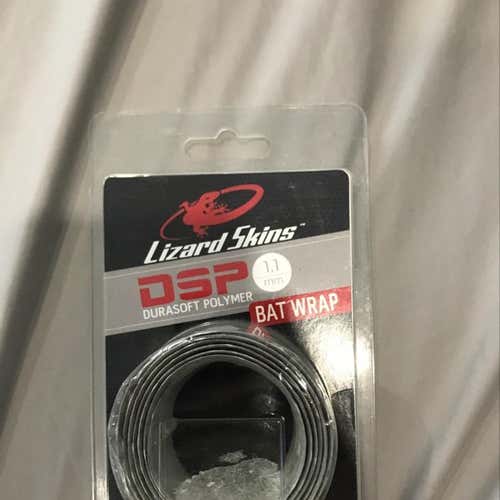 Lizard Skins™
DSP
1.1
mm
DURASOFT POLYMER
BAT WRAP